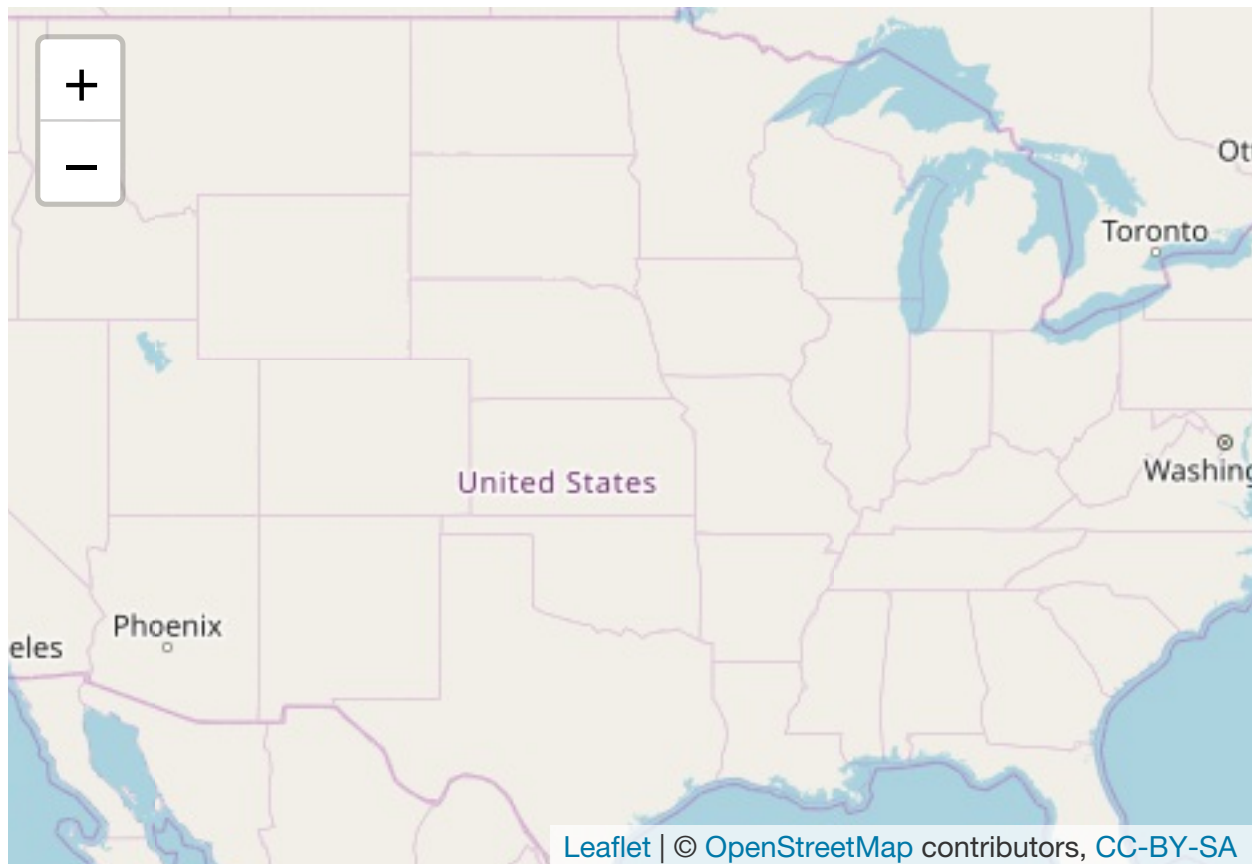 +
−
Ott
Toronto
Washing
United States
Phoenix
eles
Leaflet | © OpenStreetMap contributors, CC-BY-SA